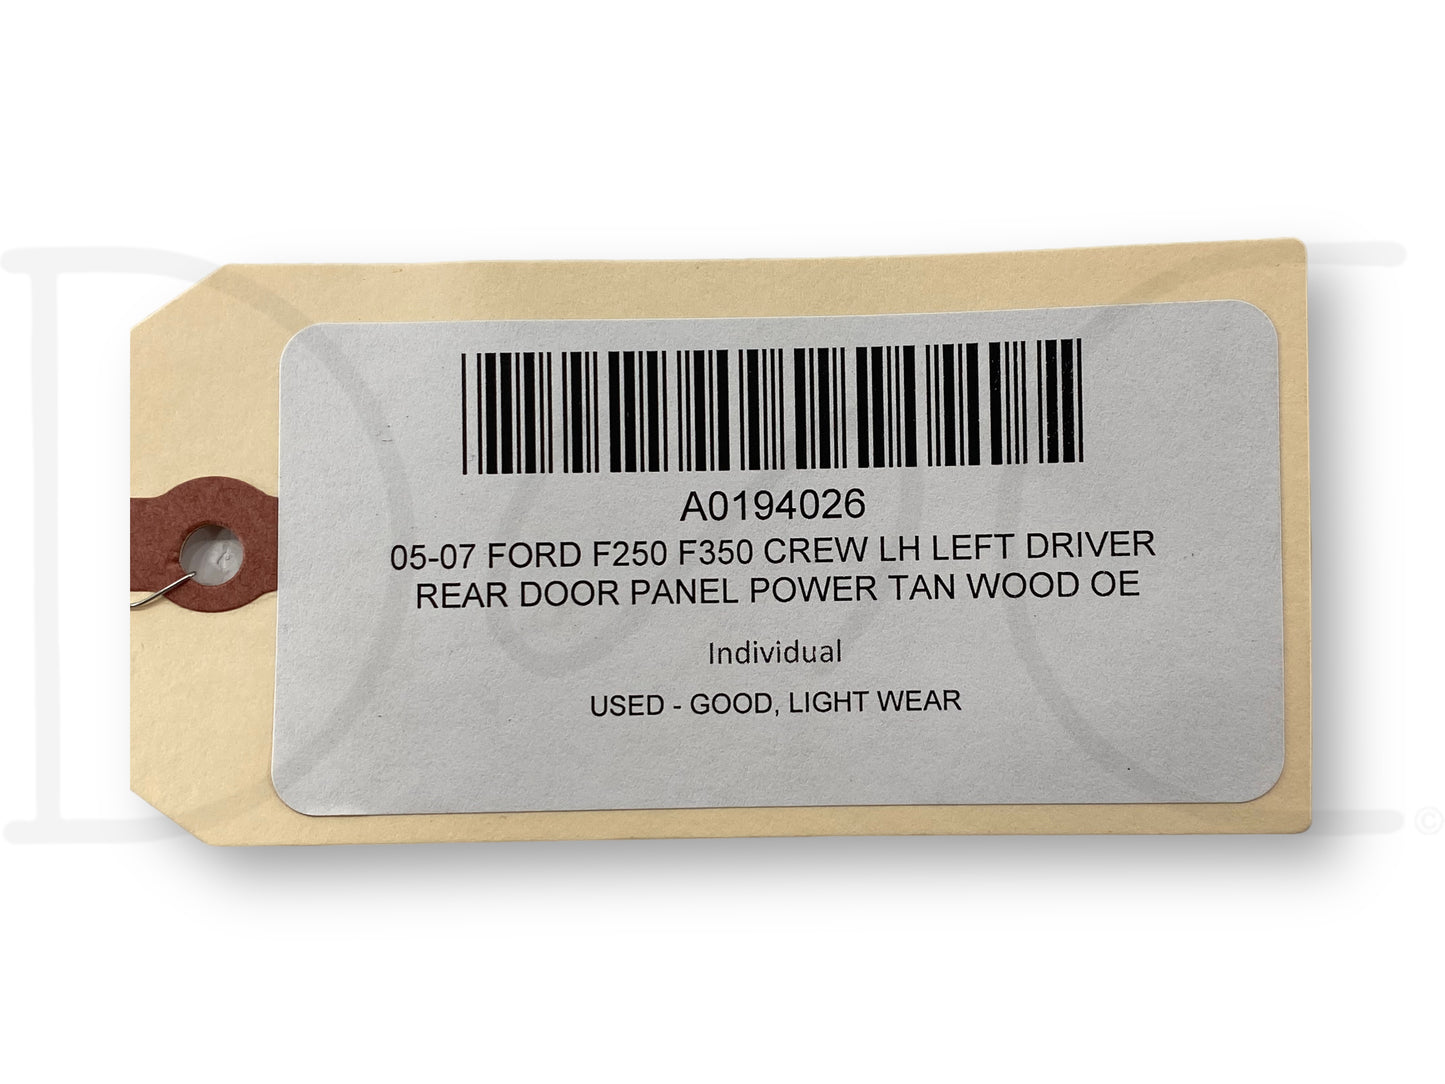 A0194026
05-07 FORD F250 F350 CREW LH LEFT DRIVER
REAR DOOR PANEL POWER TAN WOOD OE
Individual
USED - GOOD, LIGHT WEAR
©